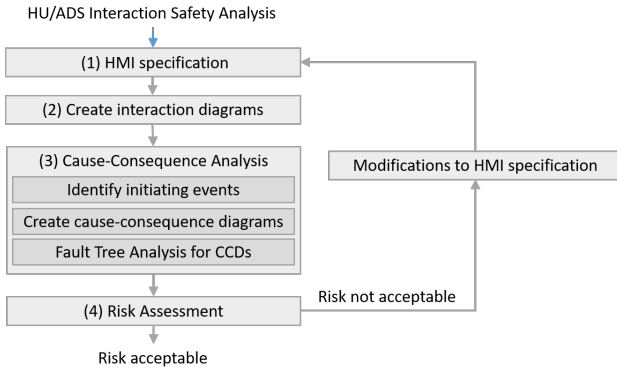 HU/ADS Interaction Safety Analysis
(1) HMI specification
(2) Create interaction diagrams
(3) Cause-Consequence Analysis
Identify initiating events
Create cause-consequence diagrams
Fault Tree Analysis for CCDs
Modifications to HMI specification
(4) Risk Assessment
Risk not acceptable
Risk acceptable